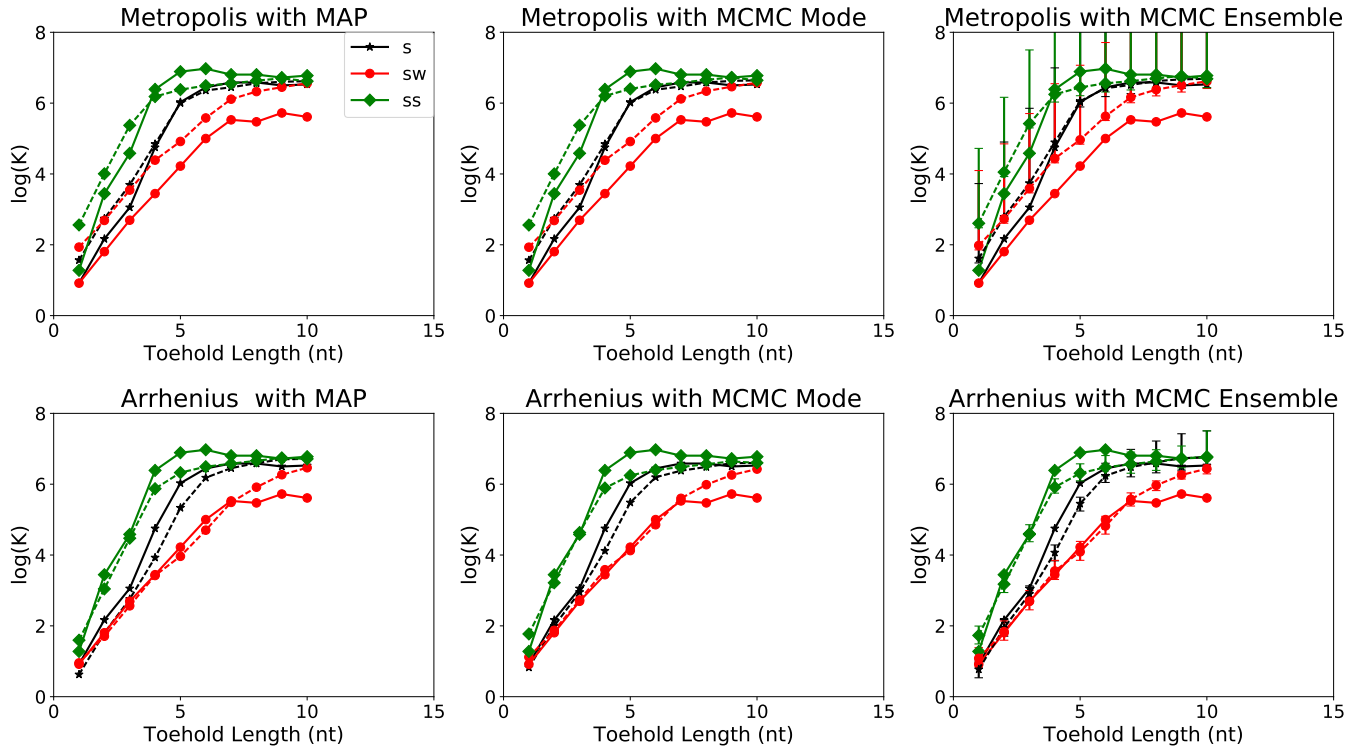 Metropolis with MAP
Metropolis with MCMC Mode
Metropolis with MCMC Ensemble
s
sw
ss
log(K)
8
6
4
2
0
0 5 10 15
Toehold Length (nt)
log(K)
8
6
4
2
0
0 5 10 15
Toehold Length (nt)
log(K)
8
6
4
2
0
0 5 10 15
Toehold Length (nt)
Arrhenius  with MAP
Arrhenius with MCMC Mode
Arrhenius with MCMC Ensemble
log(K)
8
6
4
2
0
0 5 10 15
Toehold Length (nt)
log(K)
8
6
4
2
0
0 5 10 15
Toehold Length (nt)
log(K)
8
6
4
2
0
0 5 10 15
Toehold Length (nt)